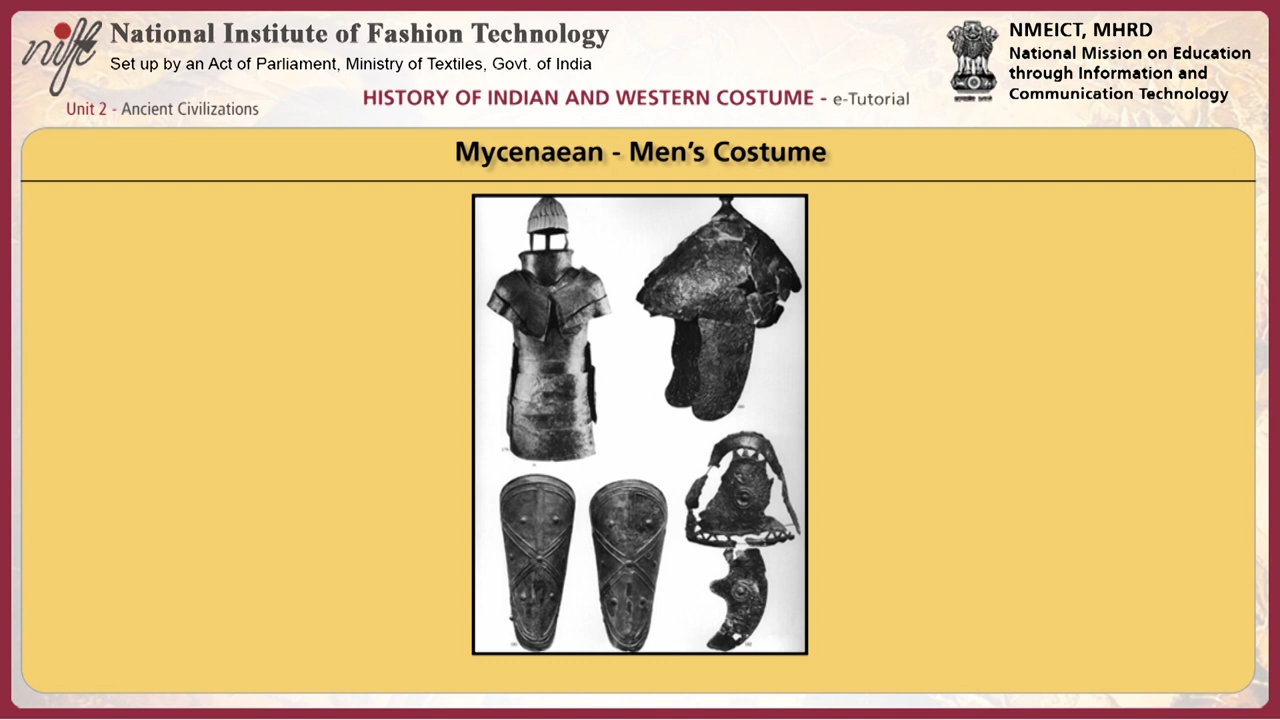 nift
National Institute of Fashion Technology
Set up by an Act of Parliament, Ministry of Textiles, Govt. of India
Unit 2 - Ancient Civilizations
HISTORY OF INDIAN AND WESTERN COSTUME - e-Tutorial
NMEICT, MHRD
National Mission on Education
through Information and
Communication Technology
Mycenaean - Men's Costume